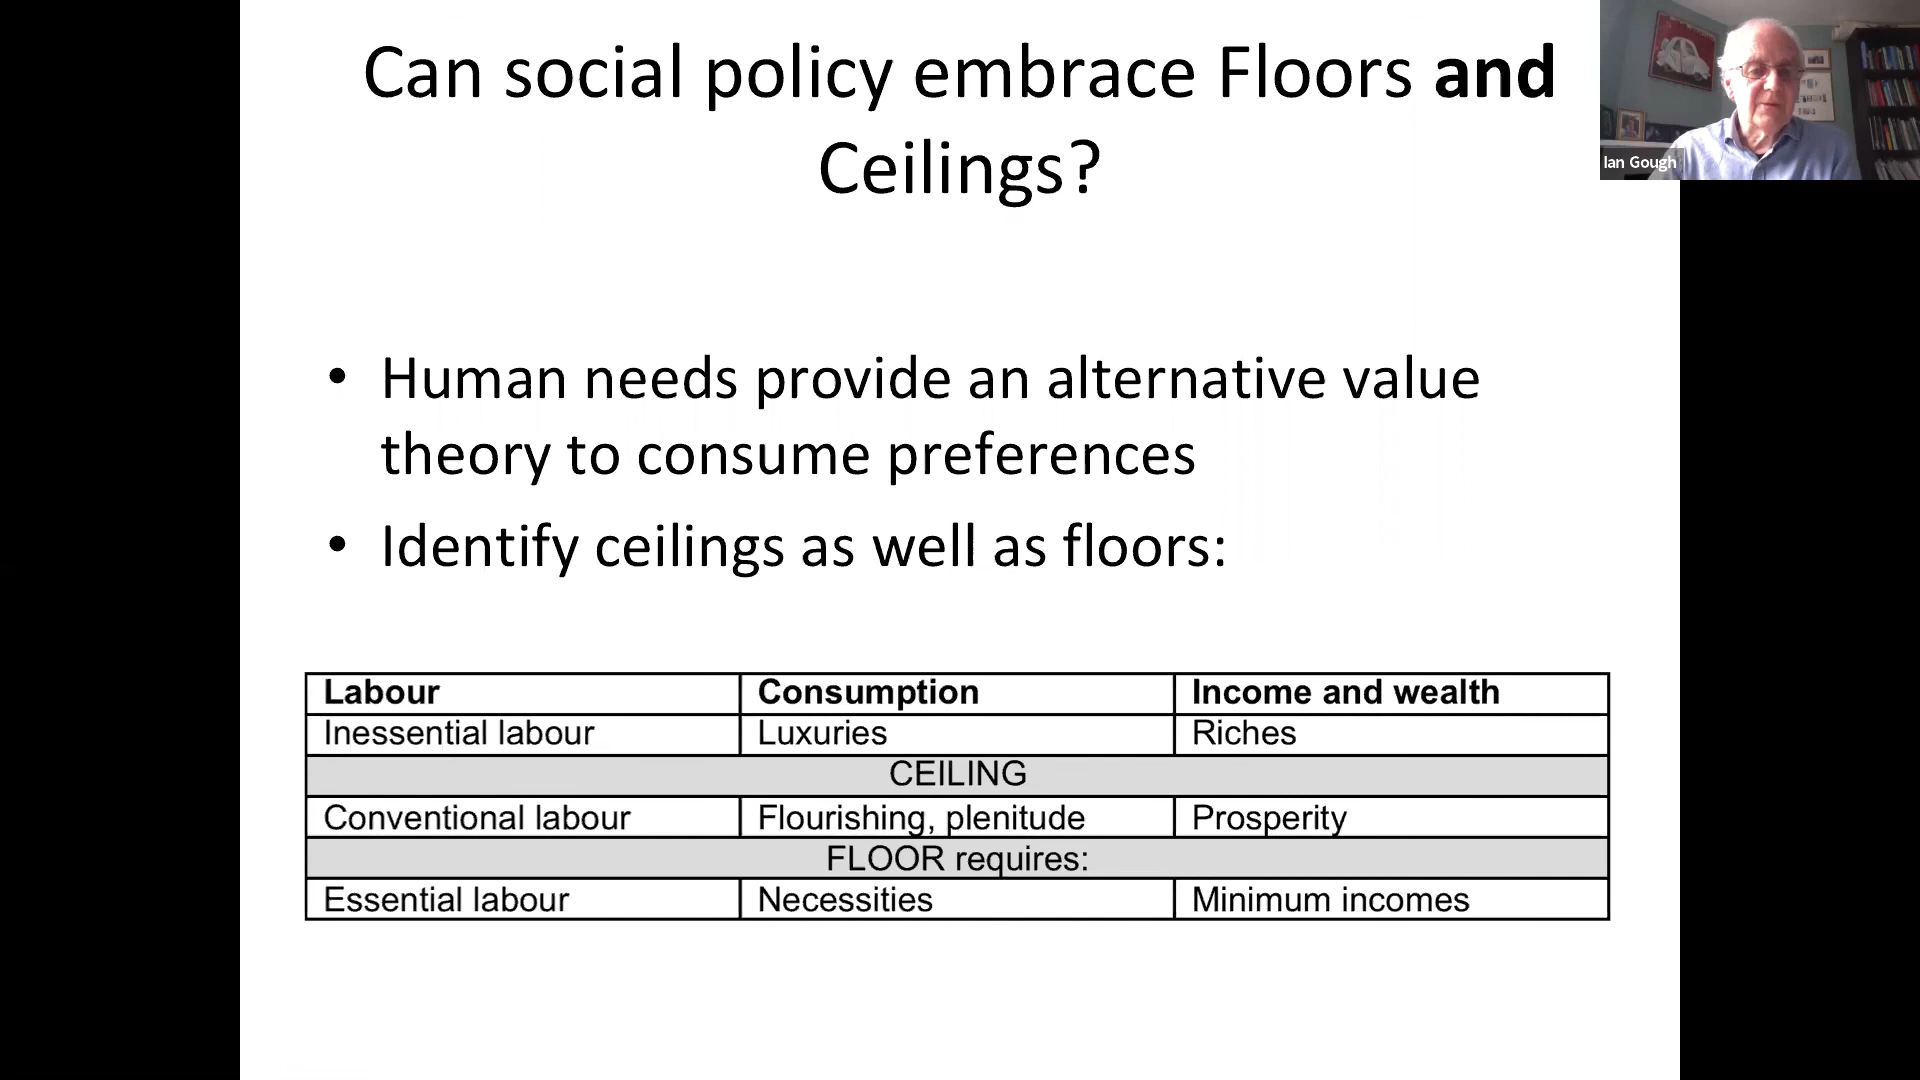 Can social policy embrace Floors and
Ceilings?
Ian Gough
• Human needs provide an alternative value
theory to consume preferences
• Identify ceilings as well as floors:
Labour Consumption Income and wealth
Inessential labour Luxuries Riches
CEILING
Conventional labour Flourishing, plenitude Prosperity
FLOOR requires:
Essential labour Necessities Minimum incomes